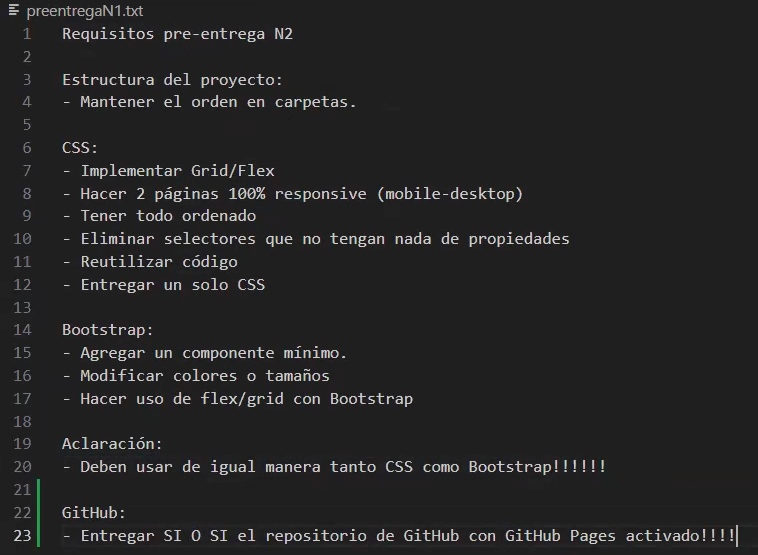 preentregaN1.txt
1 Requisitos pre-entrega N2
2
3 Estructura del proyecto:
4 - Mantener el orden en carpetas.
5
6 CSS:
7 - Implementar Grid/Flex
8 - Hacer 2 páginas 100% responsive (mobile-desktop)
9 - Tener todo ordenado
10 - Eliminar selectores que no tengan nada de propiedades
11 - Reutilizar código
12 - Entregar un solo CSS
13
14 Bootstrap:
15 - Agregar un componente mínimo.
16 - Modificar colores o tamaños
17 - Hacer uso de flex/grid con Bootstrap
18
19 Aclaración:
20 - Deben usar de igual manera tanto CSS como Bootstrap!!!!!!
21
22 GitHub:
23 - Entregar SI O SI el repositorio de GitHub con GitHub Pages activado!!!!